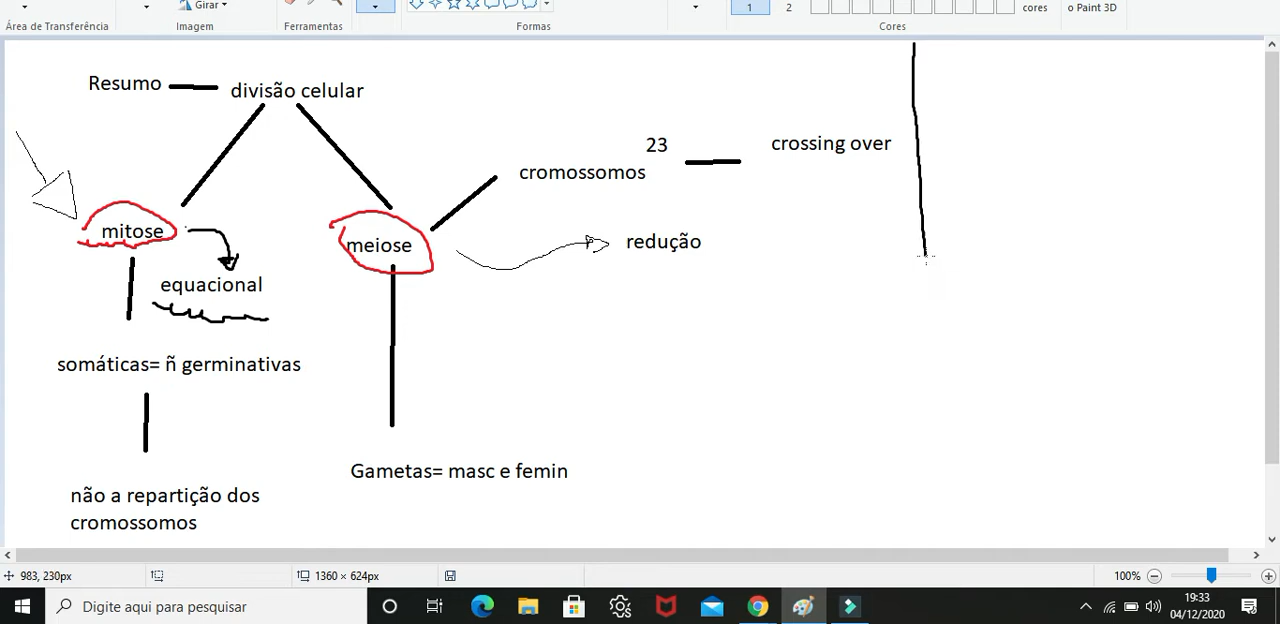 Girar
Área de Transferência
Imagem
Ferramentas
Formas
1
2
cores
o Paint 3D
Cores
Resumo
divisão celular
23
crossing over
cromossomos
mitose
meiose
redução
equacional
somáticas= ñ germinativas
Gametas= masc e femin
não a repartição dos
cromossomos
983, 230px
1360 × 624px
100%
Digite aqui para pesquisar
19:33
04/12/2020